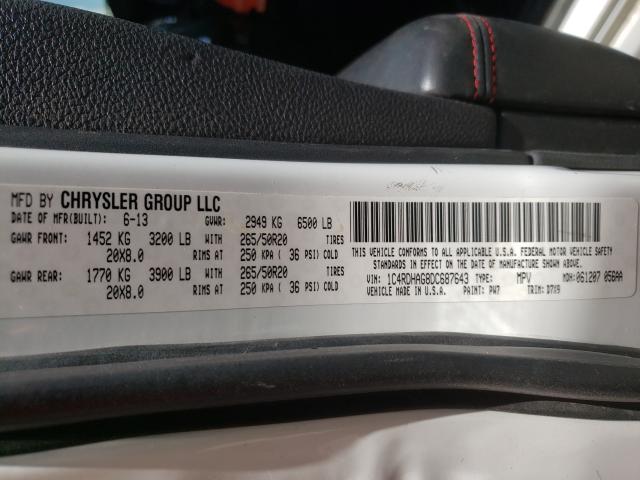 MFD BY CHRYSLER GROUP LLC
DATE OF MFR(BUILT): 6-13 GVWR: 2949 KG 6500 LB
GAWR FRONT: 1452 KG 3200 LB WITH 265/50R20 TIRES
20X8.0 RIMS AT 250 KPA ( 36 PSI) COLD
GAWR REAR: 1770 KG 3900 LB WITH 265/50R20 TIRES
20X8.0 RIMS AT 250 KPA ( 36 PSI) COLD
THIS VEHICLE CONFORMS TO ALL APPLICABLE U.S.A. FEDERAL MOTOR VEHICLE SAFETY
STANDARDS IN EFFECT ON THE DATE OF MANUFACTURE SHOWN ABOVE.
VIN: 1C4RDHAG8DC687643 TYPE: MPV MDH: 061207 056AA
VEHICLE MADE IN U.S.A. PAINT: PW7 TRIM: D7X9